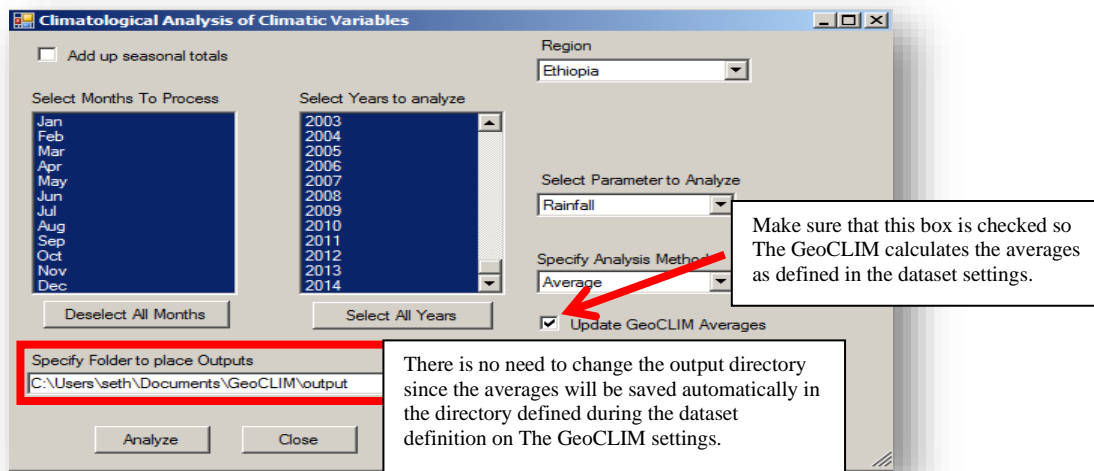 Climatological Analysis of Climatic Variables
Add up seasonal totals
Region
Ethiopia
Select Months To Process
Jan
Feb
Mar
Apr
May
Jun
Jul
Aug
Sep
Oct
Nov
Dec
Deselect All Months
Select Years to analyze
2003
2004
2005
2006
2007
2008
2009
2010
2011
2012
2013
2014
Select All Years
Select Parameter to Analyze
Rainfall
Specify Analysis Method
Average
Update GeoCLIM Averages
Make sure that this box is checked so
The GeoCLIM calculates the averages
as defined in the dataset settings.
Specify Folder to place Outputs
C:\Users\seth\Documents\GeoCLIM\output
There is no need to change the output directory
since the averages will be saved automatically in
the directory defined during the dataset
definition on The GeoCLIM settings.
Analyze
Close